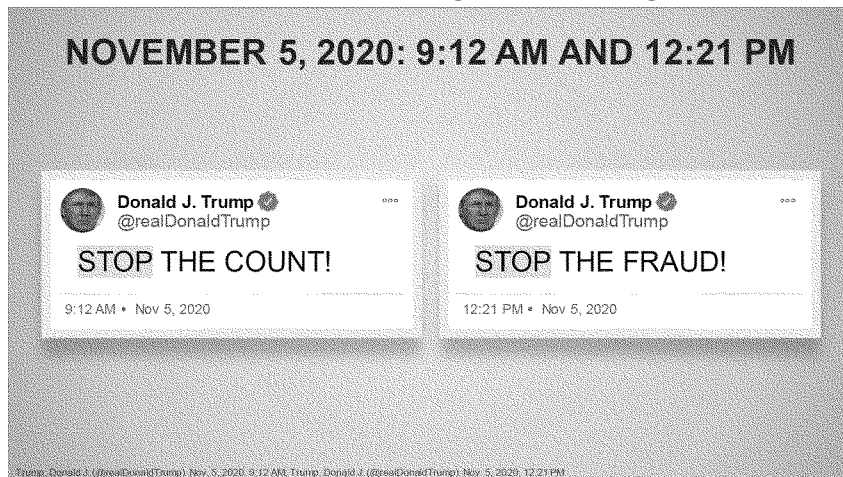 NOVEMBER 5, 2020: 9:12 AM AND 12:21 PM
Donald J. Trump
@realDonaldTrump
STOP THE COUNT!
9:12 AM • Nov 5, 2020
Donald J. Trump
@realDonaldTrump
STOP THE FRAUD!
12:21 PM • Nov 5, 2020
Trump, Donald J. (@realDonaldTrump). Nov. 5, 2020, 9:12 AM; Trump, Donald J. (@realDonaldTrump). Nov. 5, 2020, 12:21 PM